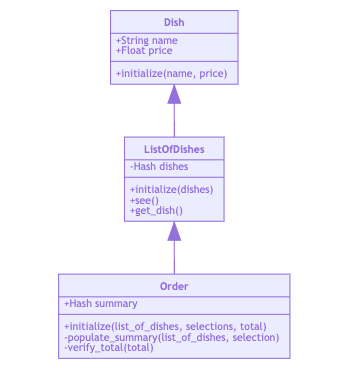 Dish
+String name
+Float price
+initialize(name, price)
ListOfDishes
-Hash dishes
+initialize(dishes)
+see()
+get_dish()
Order
+Hash summary
+initialize(list_of_dishes, selections, total)
-populate_summary(list_of_dishes, selection)
-verify_total(total)